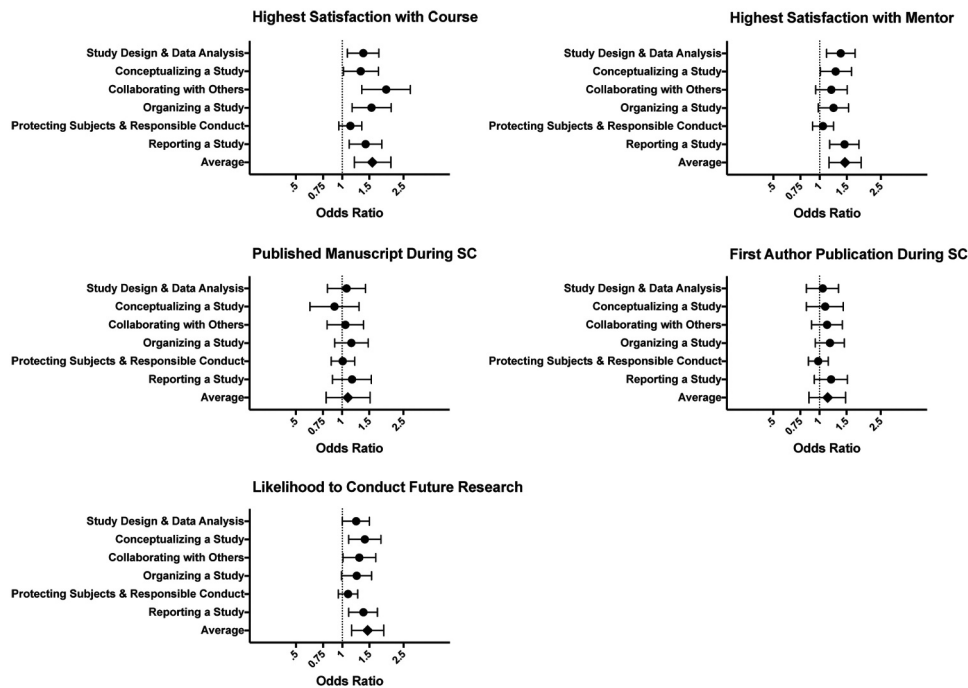 Highest Satisfaction with Course
Study Design & Data Analysis
Conceptualizing a Study
Collaborating with Others
Organizing a Study
Protecting Subjects & Responsible Conduct
Reporting a Study
Average
.5
0.75
1
1.5
2.5
Odds Ratio
Highest Satisfaction with Mentor
Study Design & Data Analysis
Conceptualizing a Study
Collaborating with Others
Organizing a Study
Protecting Subjects & Responsible Conduct
Reporting a Study
Average
.5
0.75
1
1.5
2.5
Odds Ratio
Published Manuscript During SC
Study Design & Data Analysis
Conceptualizing a Study
Collaborating with Others
Organizing a Study
Protecting Subjects & Responsible Conduct
Reporting a Study
Average
.5
0.75
1
1.5
2.5
Odds Ratio
First Author Publication During SC
Study Design & Data Analysis
Conceptualizing a Study
Collaborating with Others
Organizing a Study
Protecting Subjects & Responsible Conduct
Reporting a Study
Average
.5
0.75
1
1.5
2.5
Odds Ratio
Likelihood to Conduct Future Research
Study Design & Data Analysis
Conceptualizing a Study
Collaborating with Others
Organizing a Study
Protecting Subjects & Responsible Conduct
Reporting a Study
Average
.5
0.75
1
1.5
2.5
Odds Ratio